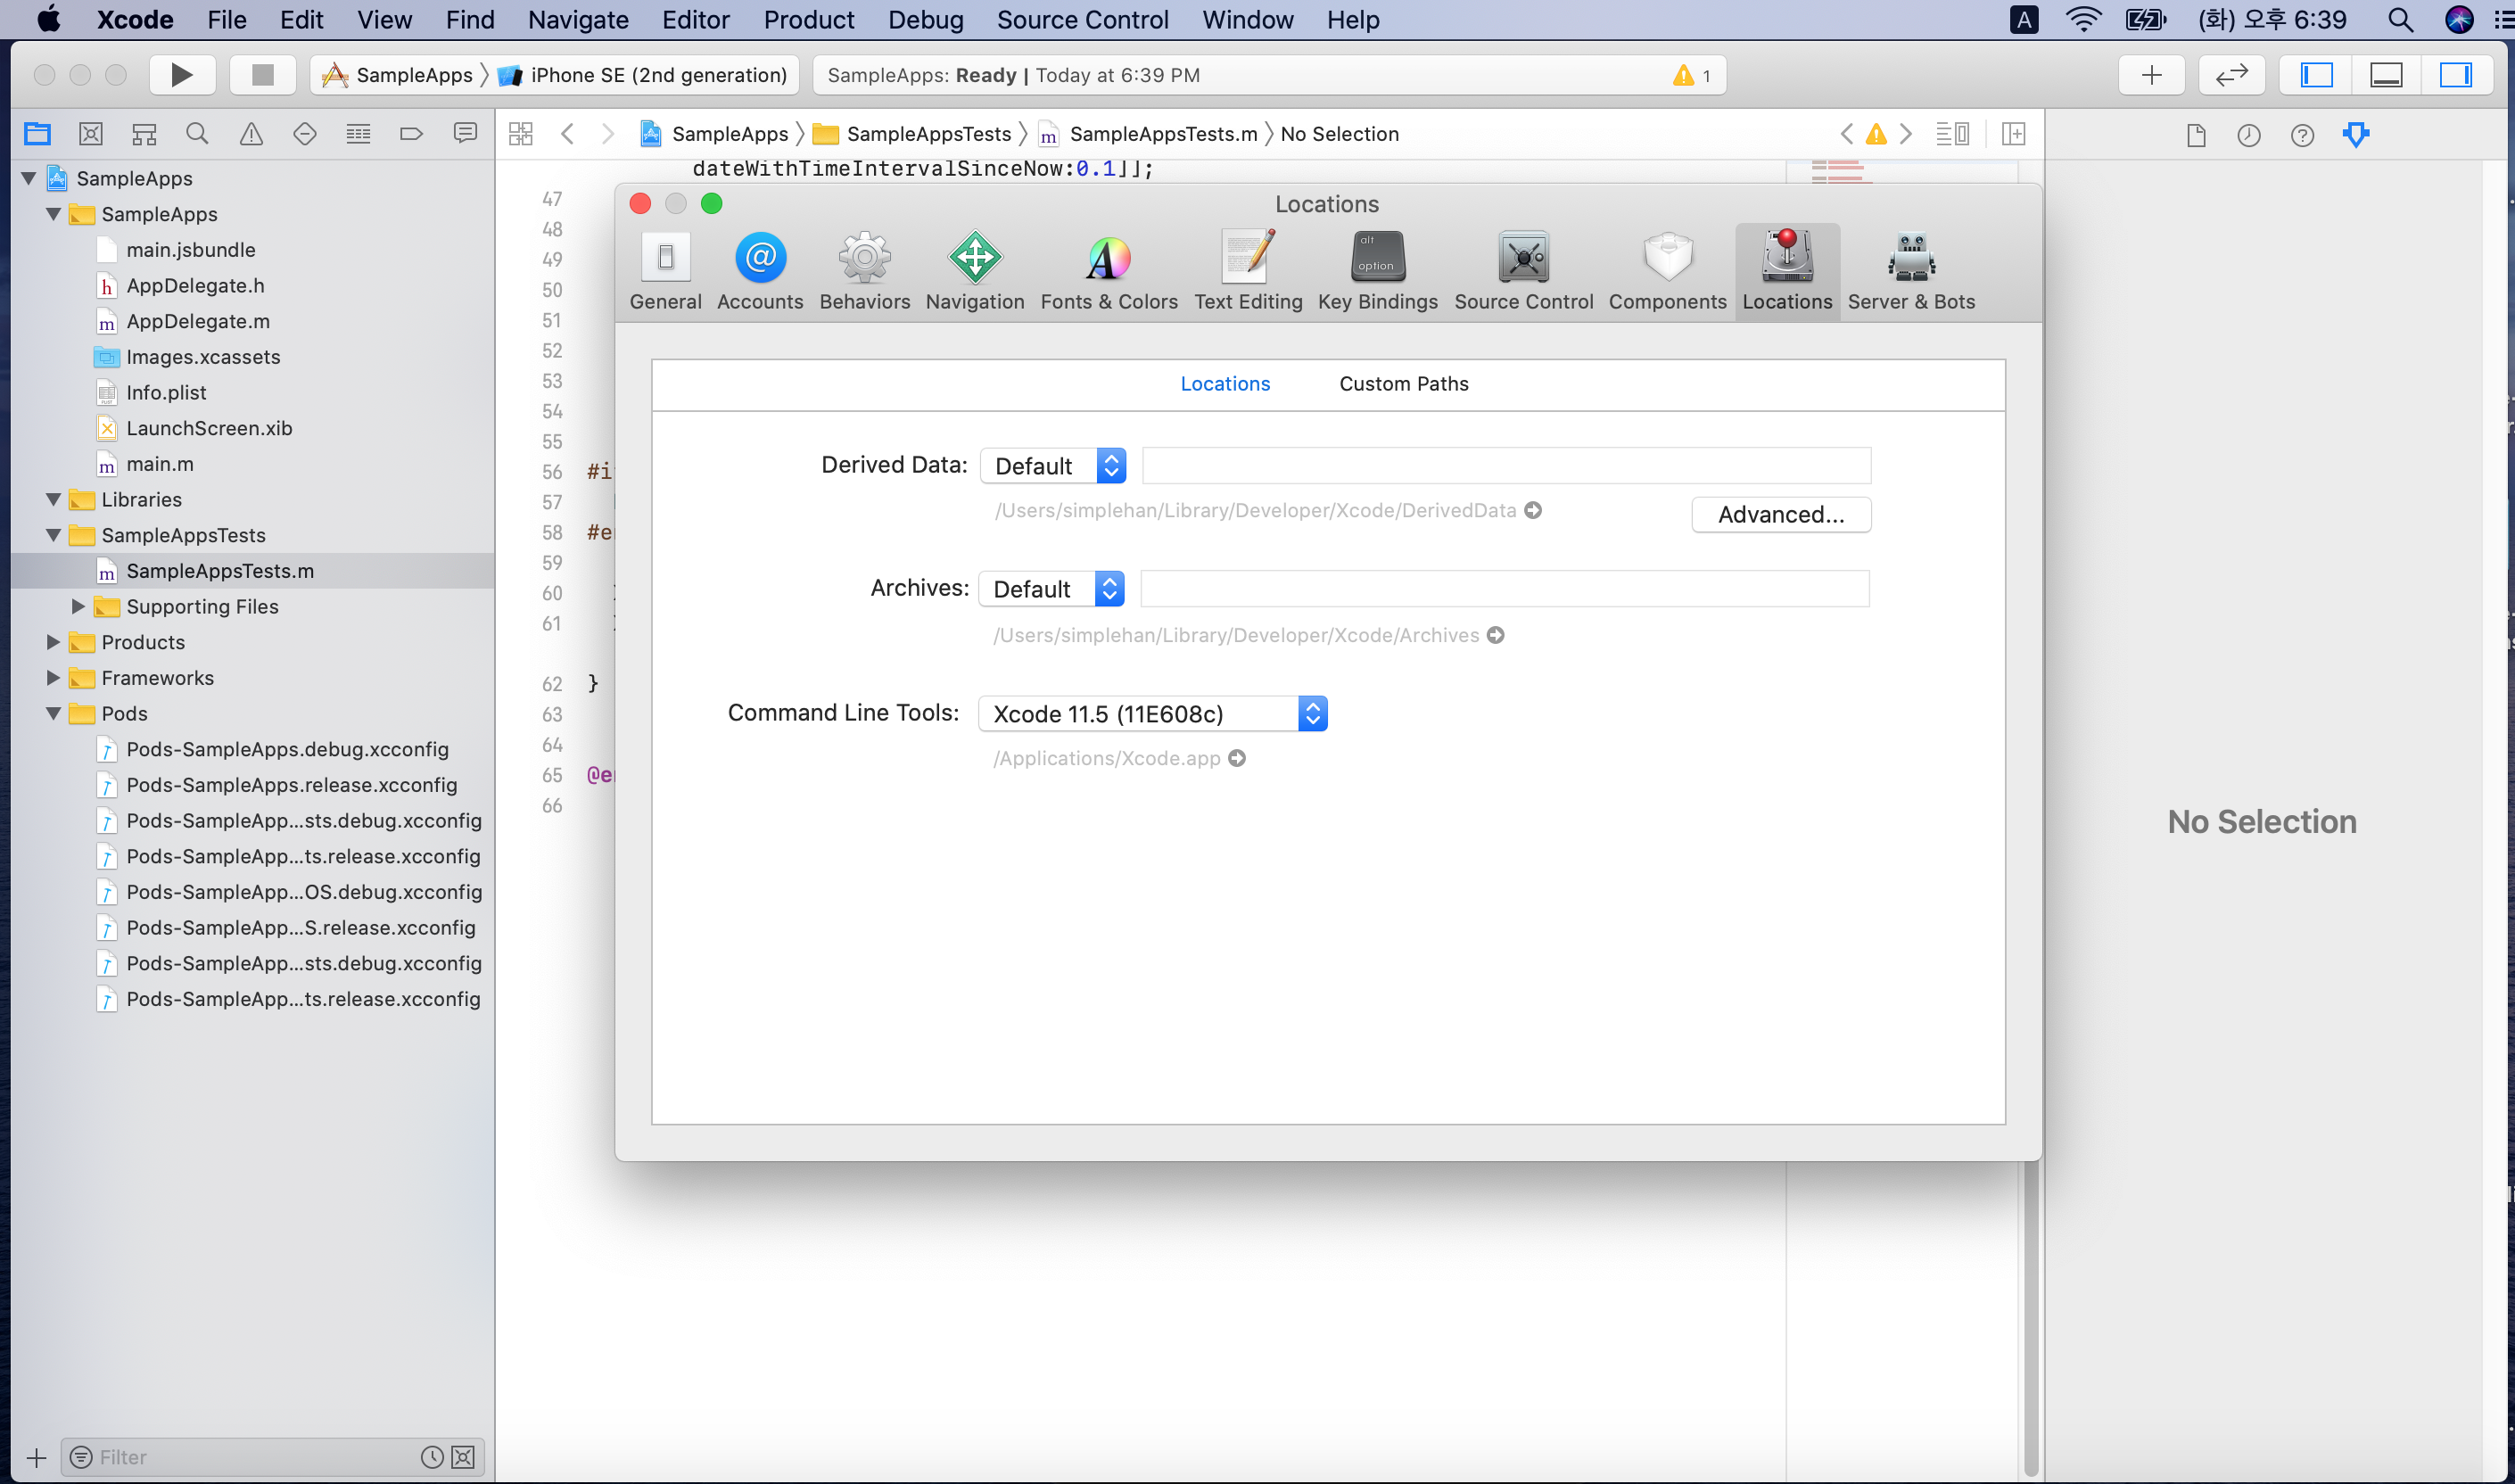 Xcode File Edit View Find Navigate Editor Product Debug Source Control Window Help A (화) 오후 6:39
SampleApps iPhone SE (2nd generation) SampleApps: Ready | Today at 6:39 PM 1
SampleApps SampleAppsTests SampleAppsTests.m No Selection
SampleApps
SampleApps
main.jsbundle
AppDelegate.h
AppDelegate.m
Images.xcassets
Info.plist
LaunchScreen.xib
main.m
Libraries
SampleAppsTests
SampleAppsTests.m
Supporting Files
Products
Frameworks
Pods
Pods-SampleApps.debug.xcconfig
Pods-SampleApps.release.xcconfig
Pods-SampleApp...sts.debug.xcconfig
Pods-SampleApp...ts.release.xcconfig
Pods-SampleApp...OS.debug.xcconfig
Pods-SampleApp...S.release.xcconfig
Pods-SampleApp...sts.debug.xcconfig
Pods-SampleApp...ts.release.xcconfig
Filter
dateWithTimeIntervalSinceNow:0.1]];
47
48
49
50
51
52
53
54
55
56 #i
57
58 #e
59
60
61
62 }
63
64
65 @e
66
Locations
alt
option
General Accounts Behaviors Navigation Fonts & Colors Text Editing Key Bindings Source Control Components Locations Server & Bots
Locations Custom Paths
Derived Data: Default
/Users/simplehan/Library/Developer/Xcode/DerivedData
Advanced...
Archives: Default
/Users/simplehan/Library/Developer/Xcode/Archives
Command Line Tools: Xcode 11.5 (11E608c)
/Applications/Xcode.app
No Selection